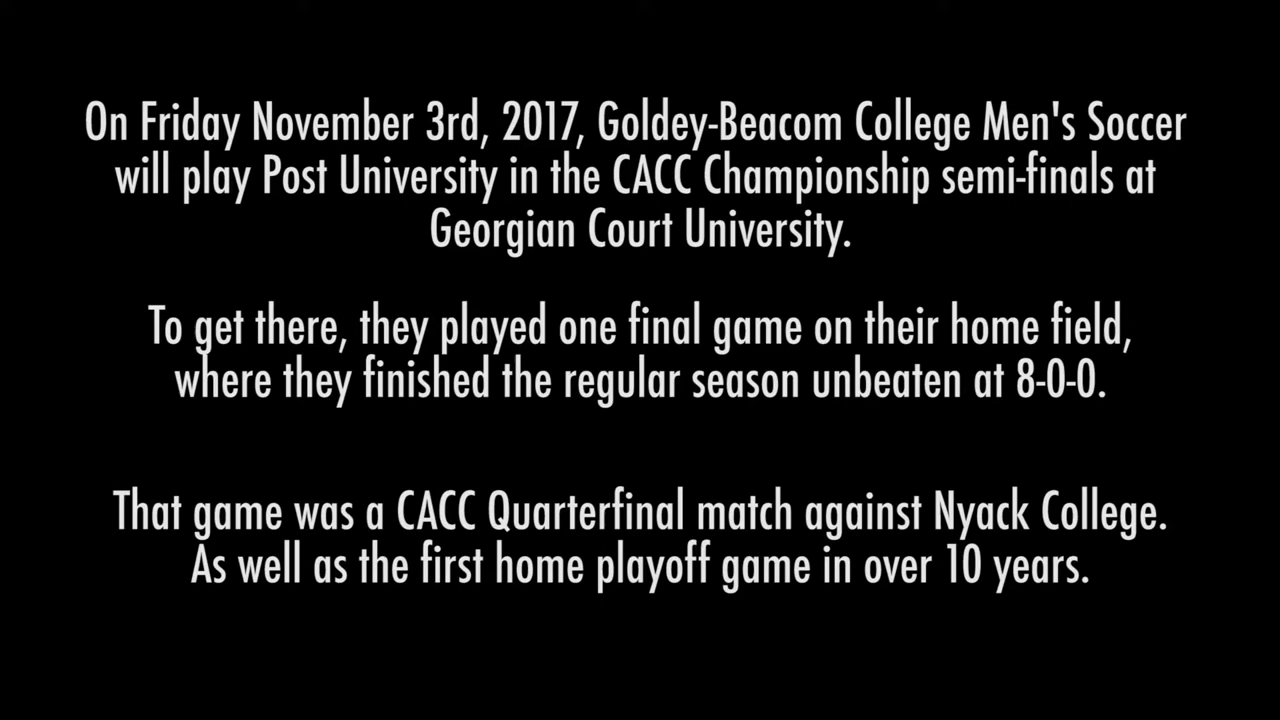 On Friday November 3rd, 2017, Goldey-Beacom College Men's Soccer
will play Post University in the CACC Championship semi-finals at
Georgian Court University.
To get there, they played one final game on their home field,
where they finished the regular season unbeaten at 8-0-0.
That game was a CACC Quarterfinal match against Nyack College.
As well as the first home playoff game in over 10 years.